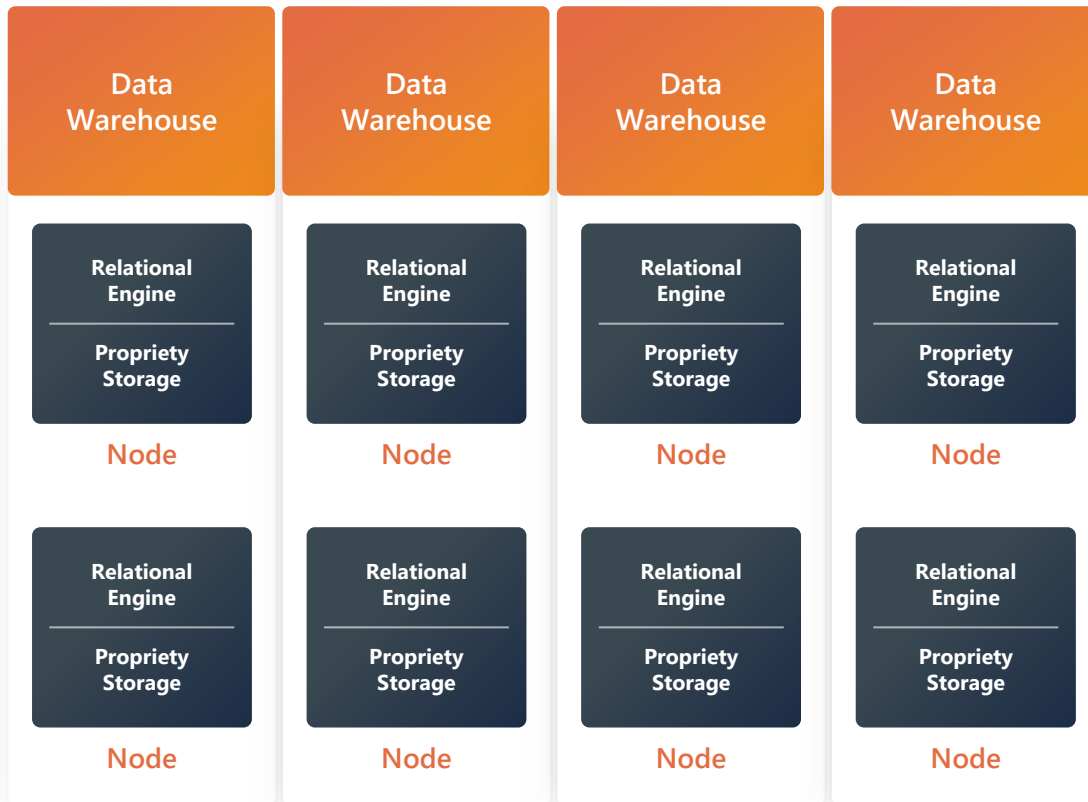 Data
Warehouse
Data
Warehouse
Data
Warehouse
Data
Warehouse
Relational
Engine
Propriety
Storage
Node
Relational
Engine
Propriety
Storage
Node
Relational
Engine
Propriety
Storage
Node
Relational
Engine
Propriety
Storage
Node
Relational
Engine
Propriety
Storage
Node
Relational
Engine
Propriety
Storage
Node
Relational
Engine
Propriety
Storage
Node
Relational
Engine
Propriety
Storage
Node